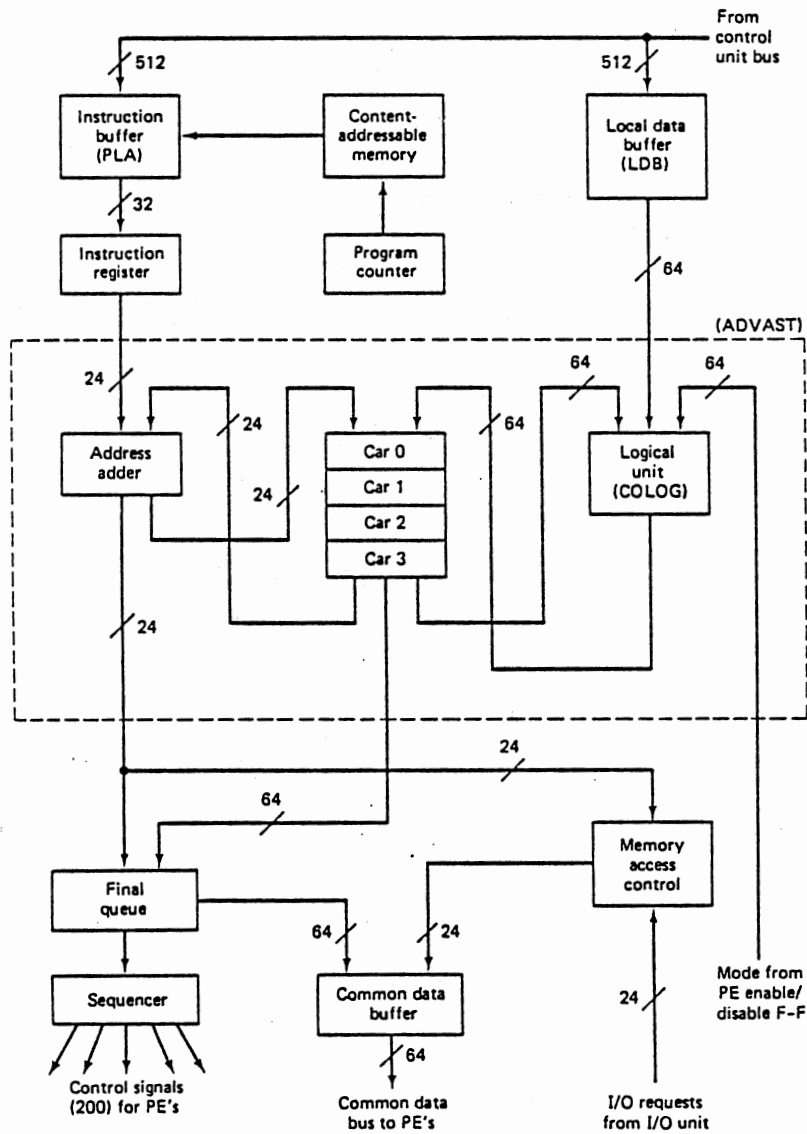 From
control
unit bus
512
512
Instruction
buffer
(PLA)
Content-
addressable
memory
Local data
buffer
(LDB)
32
Instruction
register
Program
counter
64
(ADVAST)
24
24
64
64
64
Address
adder
Car 0
Car 1
Car 2
Car 3
Logical
unit
(COLOG)
24
24
24
64
Memory
access
control
Final
queue
64
24
Sequencer
Common data
buffer
24
Mode from
PE enable/
disable F-F
64
Control signals
(200) for PE's
Common data
bus to PE's
I/O requests
from I/O unit